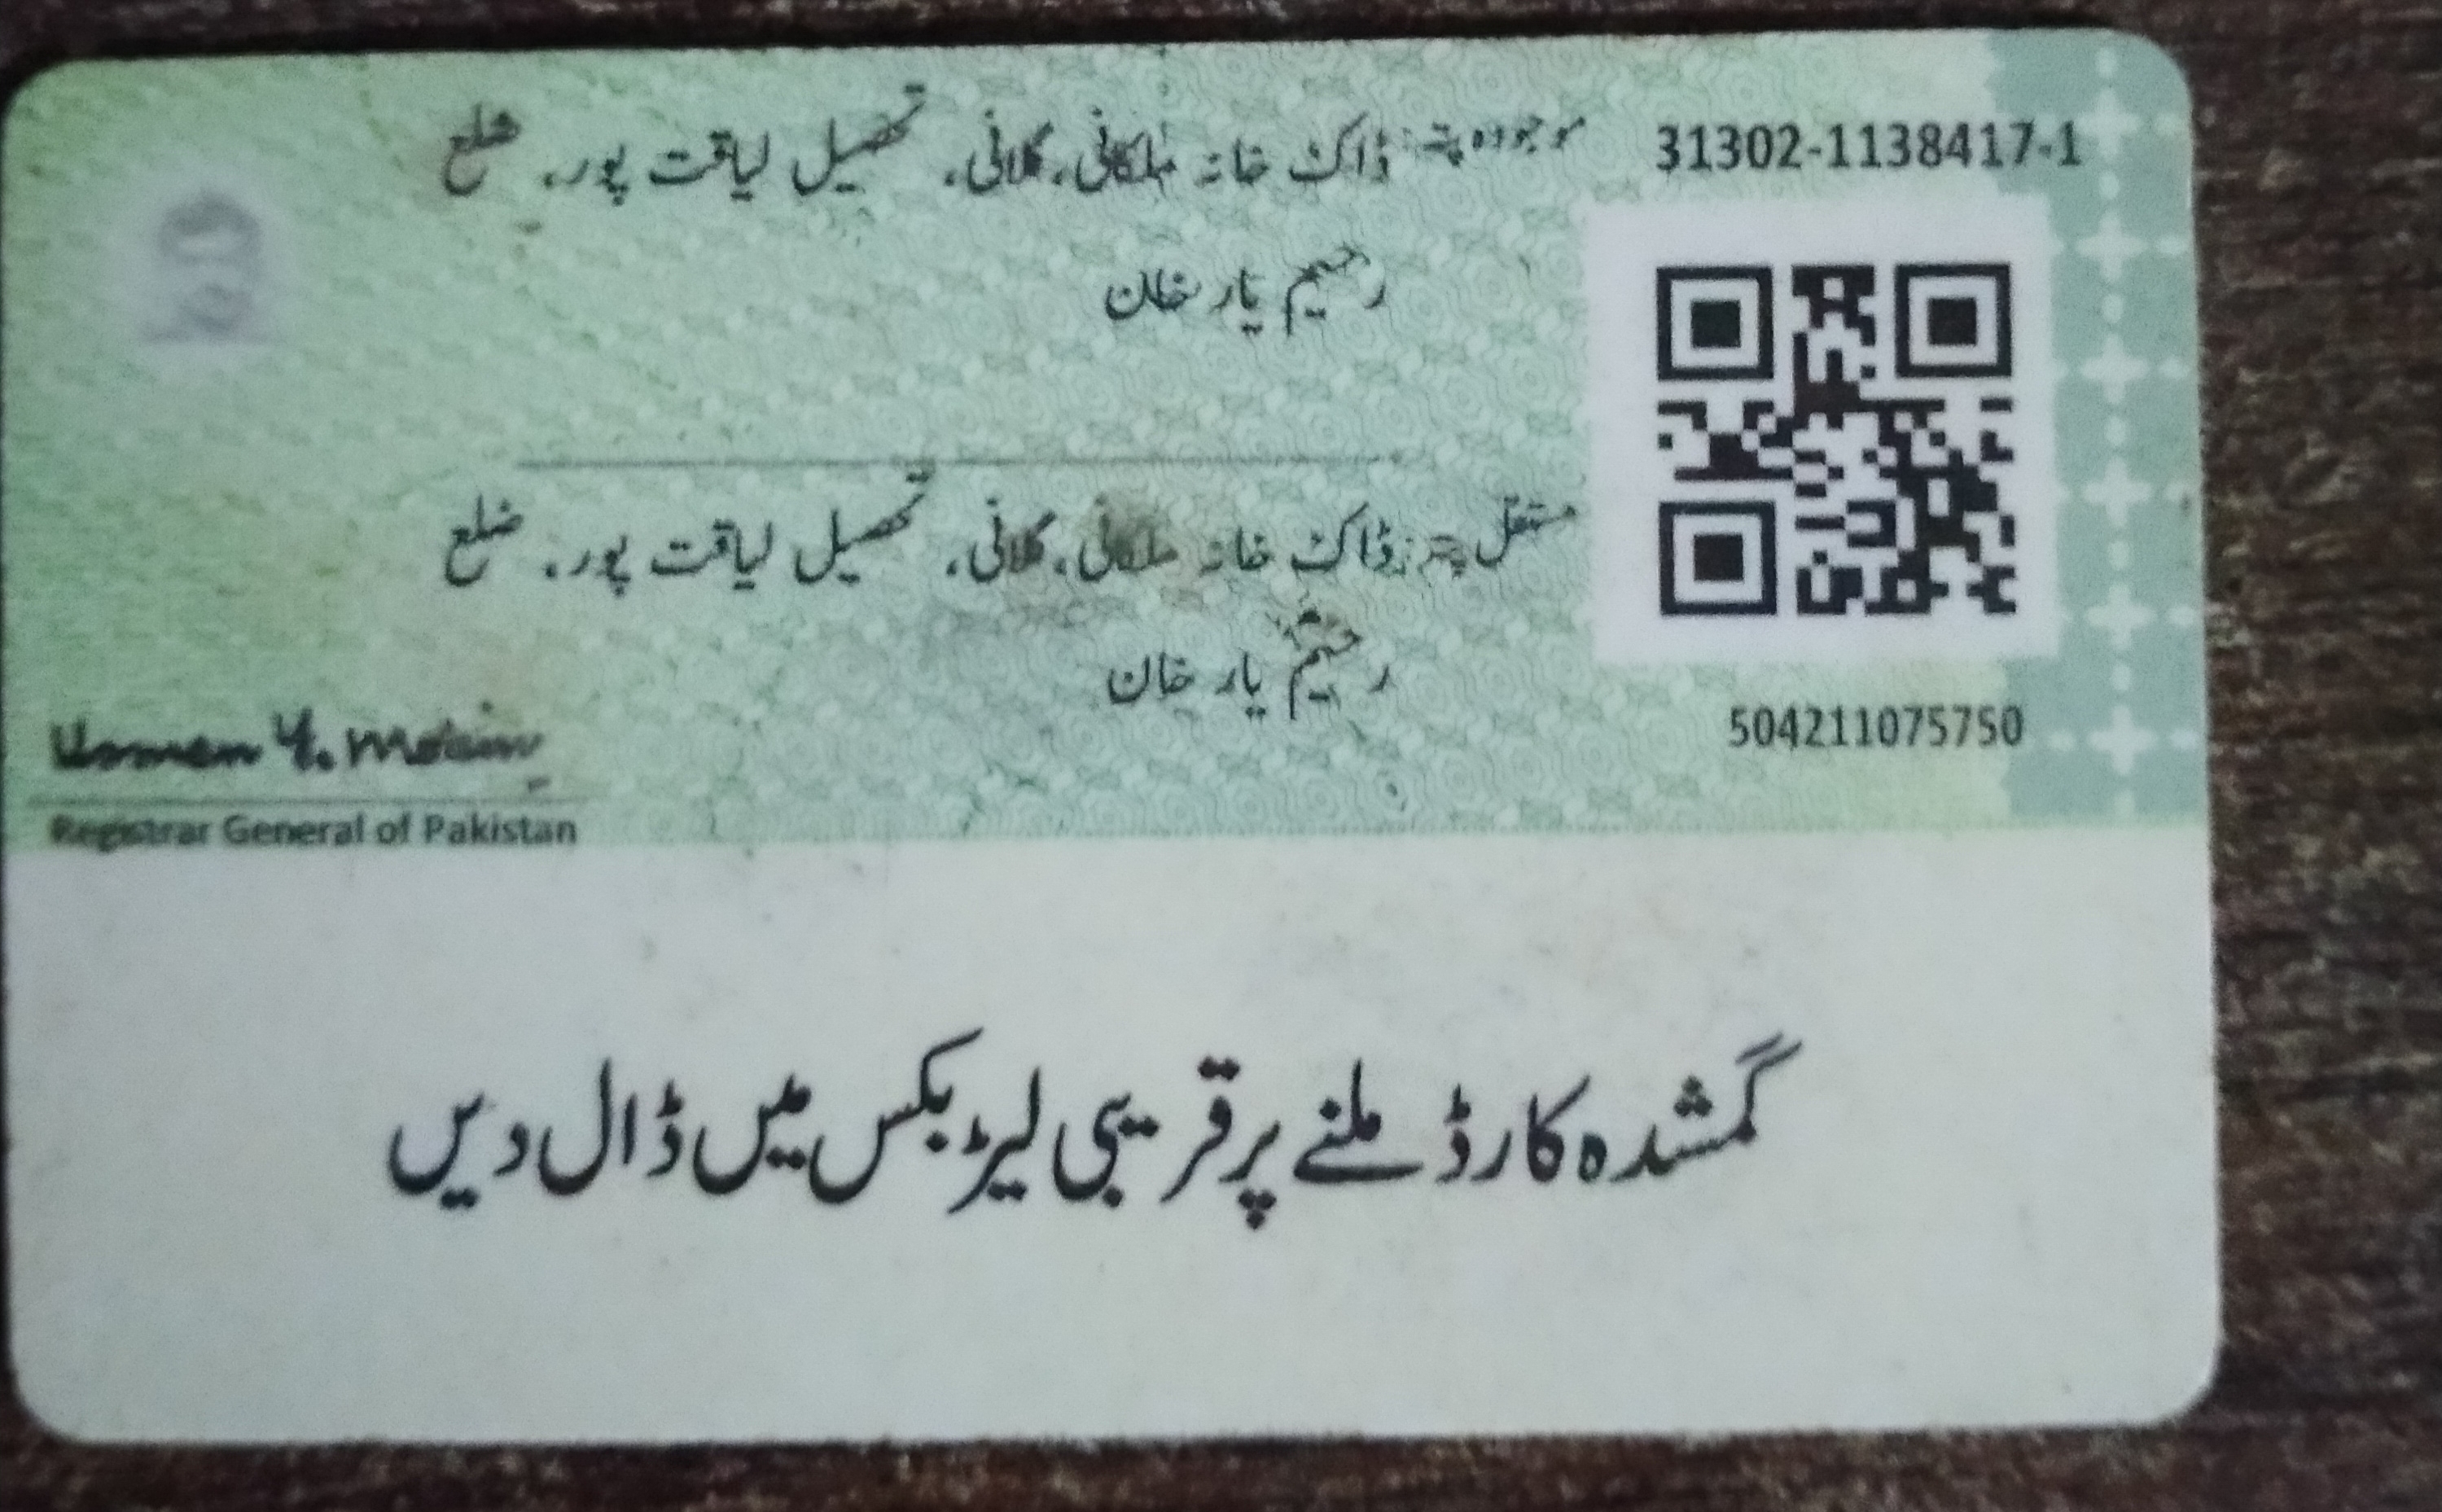 31302-1138417-1
موجودہ پتہ: ڈاک خانہ ملکانی، کلانی، تحصیل لیاقت پور، ضلع
رحیم یار خان
مستقل پتہ: ڈاک خانہ ملکانی، کلانی، تحصیل لیاقت پور، ضلع
رحیم یار خان
504211075750
Usman Y. Mobin
Registrar General of Pakistan
گمشدہ کارڈ ملنے پر قریبی لیٹر بکس میں ڈال دیں